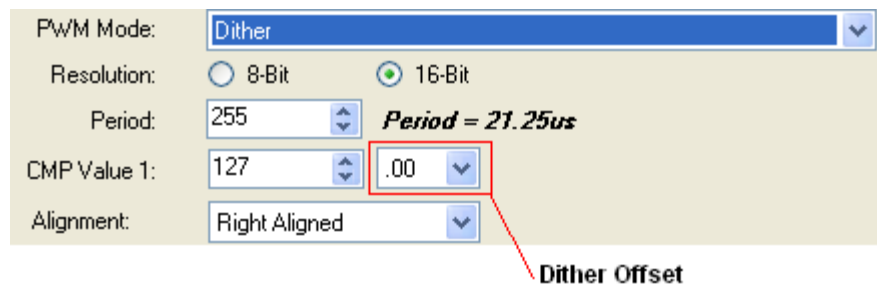 PWM Mode: Dither
Resolution: 8-Bit 16-Bit
Period: 255 Period = 21.25us
CMP Value 1: 127 .00
Alignment: Right Aligned
Dither Offset